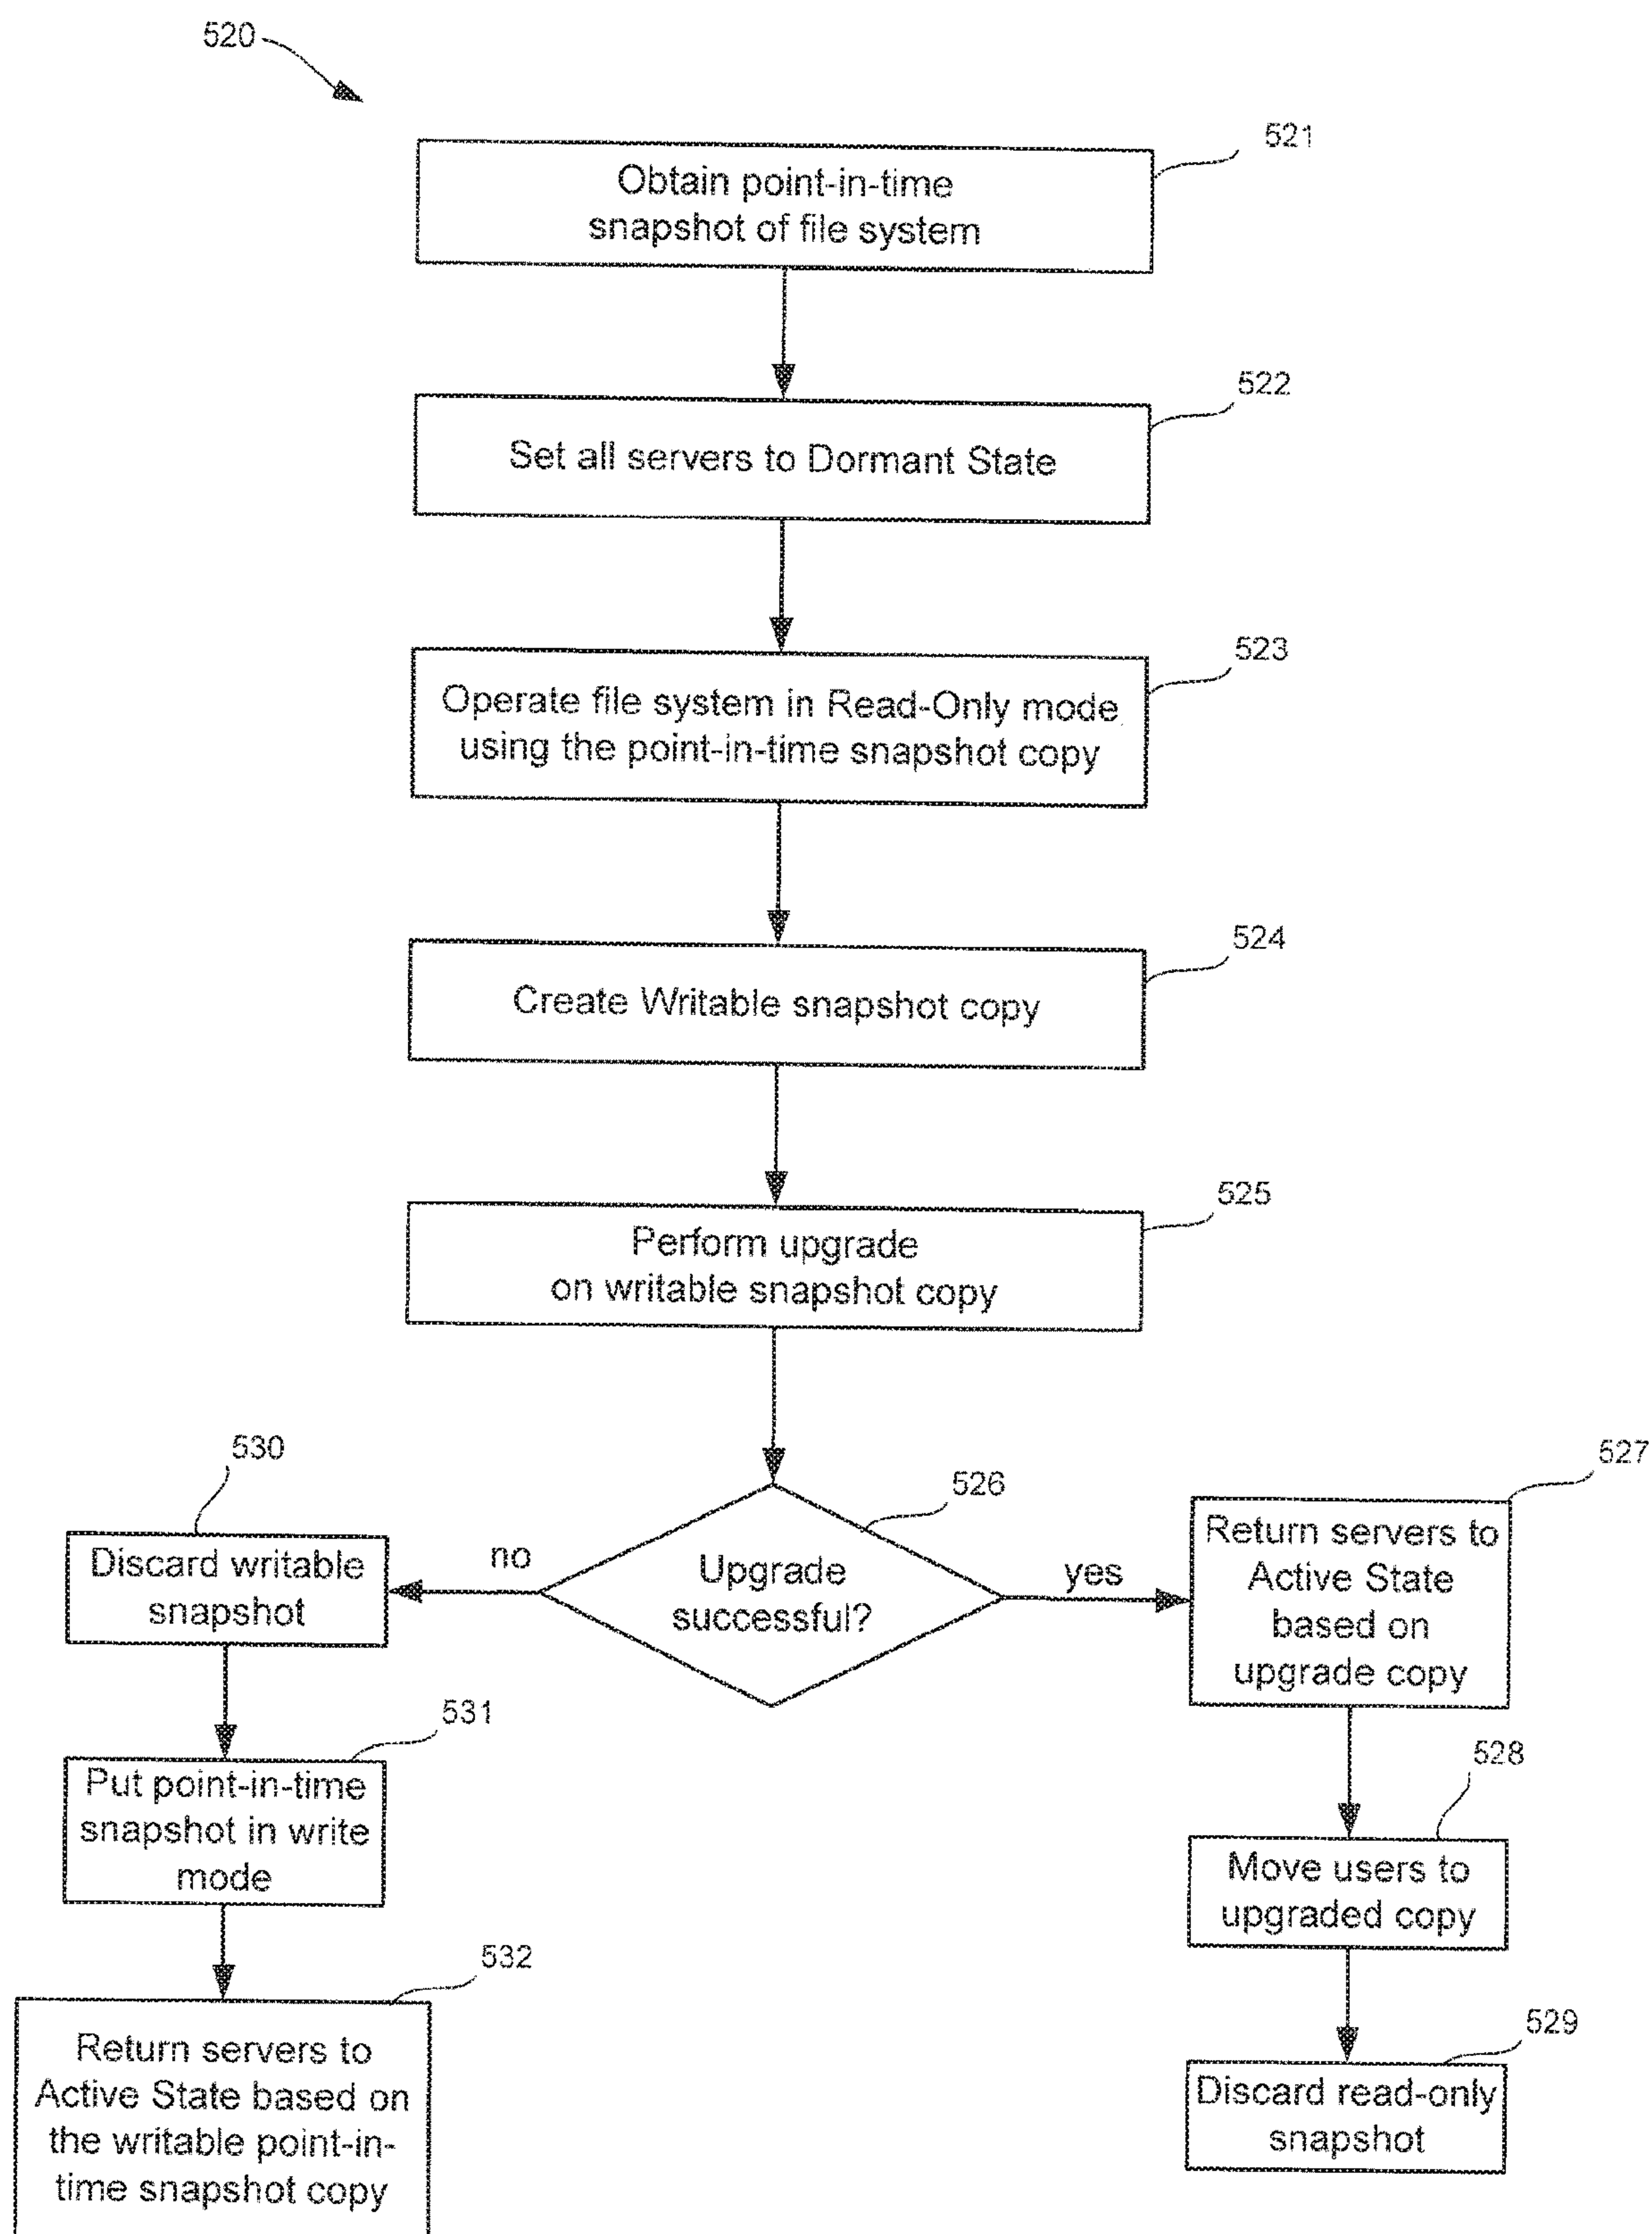 520
521
Obtain point-in-time
snapshot of file system
522
Set all servers to Dormant State
523
Operate file system in Read-Only mode
using the point-in-time snapshot copy
524
Create Writable snapshot copy
525
Perform upgrade
on writable snapshot copy
526
Upgrade
successful?
no
yes
530
Discard writable
snapshot
531
Put point-in-time
snapshot in write
mode
532
Return servers to
Active State based on
the writable point-in-
time snapshot copy
527
Return servers to
Active State
based on
upgrade copy
528
Move users to
upgraded copy
529
Discard read-only
snapshot